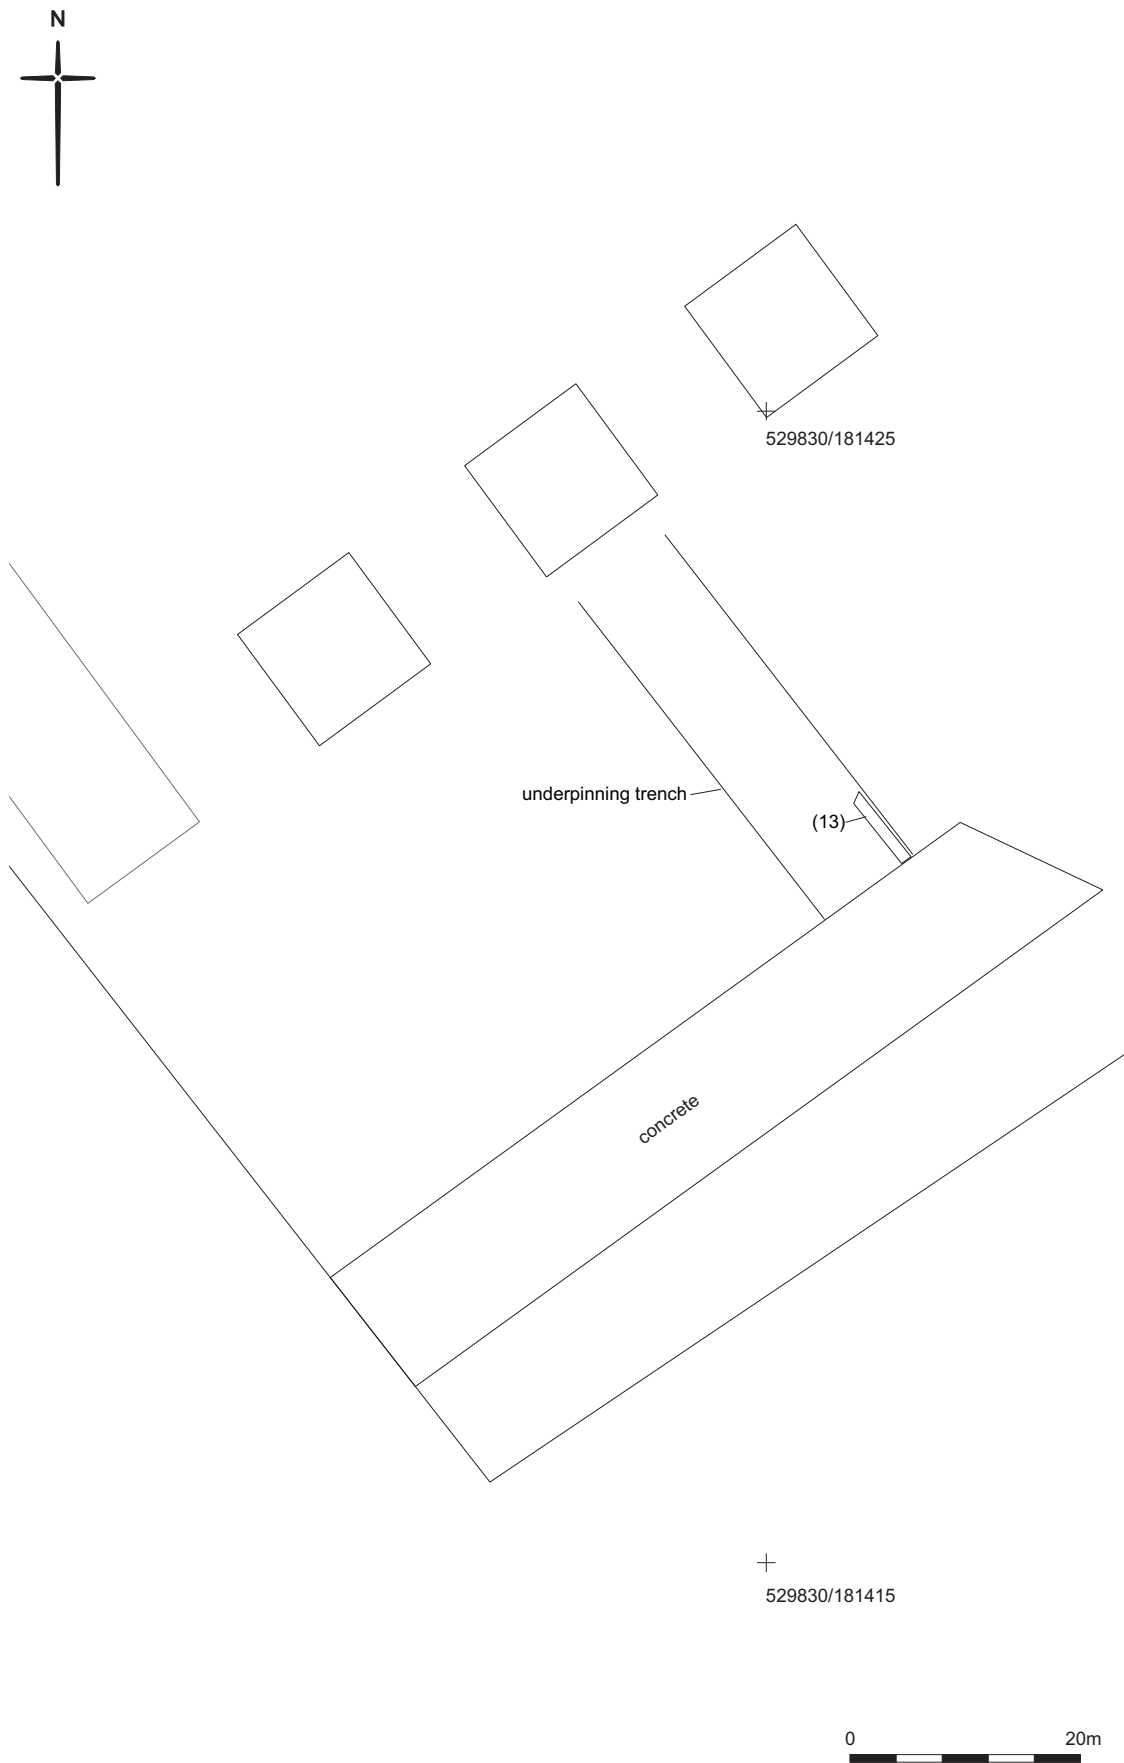 N
529830/181425
underpinning trench
(13)
concrete
529830/181415
0 20m